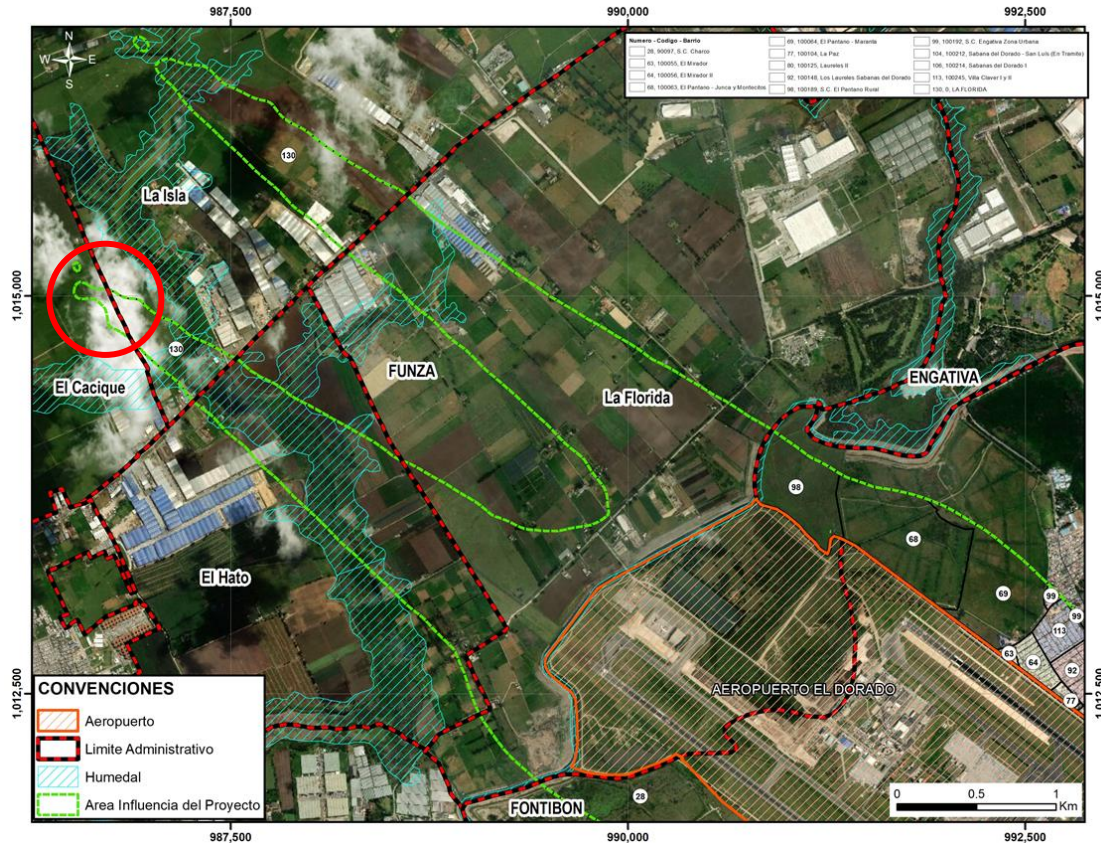 987,500
990,000
992,500
N
W E
S
Numero - Codigo - Barrio
28, 90097, S.C. Charco
63, 100055, El Mirador
64, 100056, El Mirador II
68, 100063, El Pantano - Junca y Montecitos
69, 100064, El Pantano - Marenta
77, 100104, La Paz
80, 100125, Laureles II
92, 100148, Los Laureles Sabanas del Dorado
98, 100189, S.C. El Pantano Rural
99, 100192, S.C. Engativa Zona Urbana
104, 100212, Sabana del Dorado - San Luis (En Tramite)
106, 100214, Sabanas del Dorado I
113, 100245, Villa Claver I y II
130, 0, LA FLORIDA
130
La Isla
1,015,000
1,015,000
130
El Cacique
FUNZA
La Florida
ENGATIVA
98
68
69
99
99
113
63
64
92
77
El Hato
AEROPUERTO EL DORADO
1,012,500
1,012,500
CONVENCIONES
Aeropuerto
Limite Administrativo
Humedal
Area Influencia del Proyecto
28
FONTIBON
0 0.5 1
Km
987,500
990,000
992,500